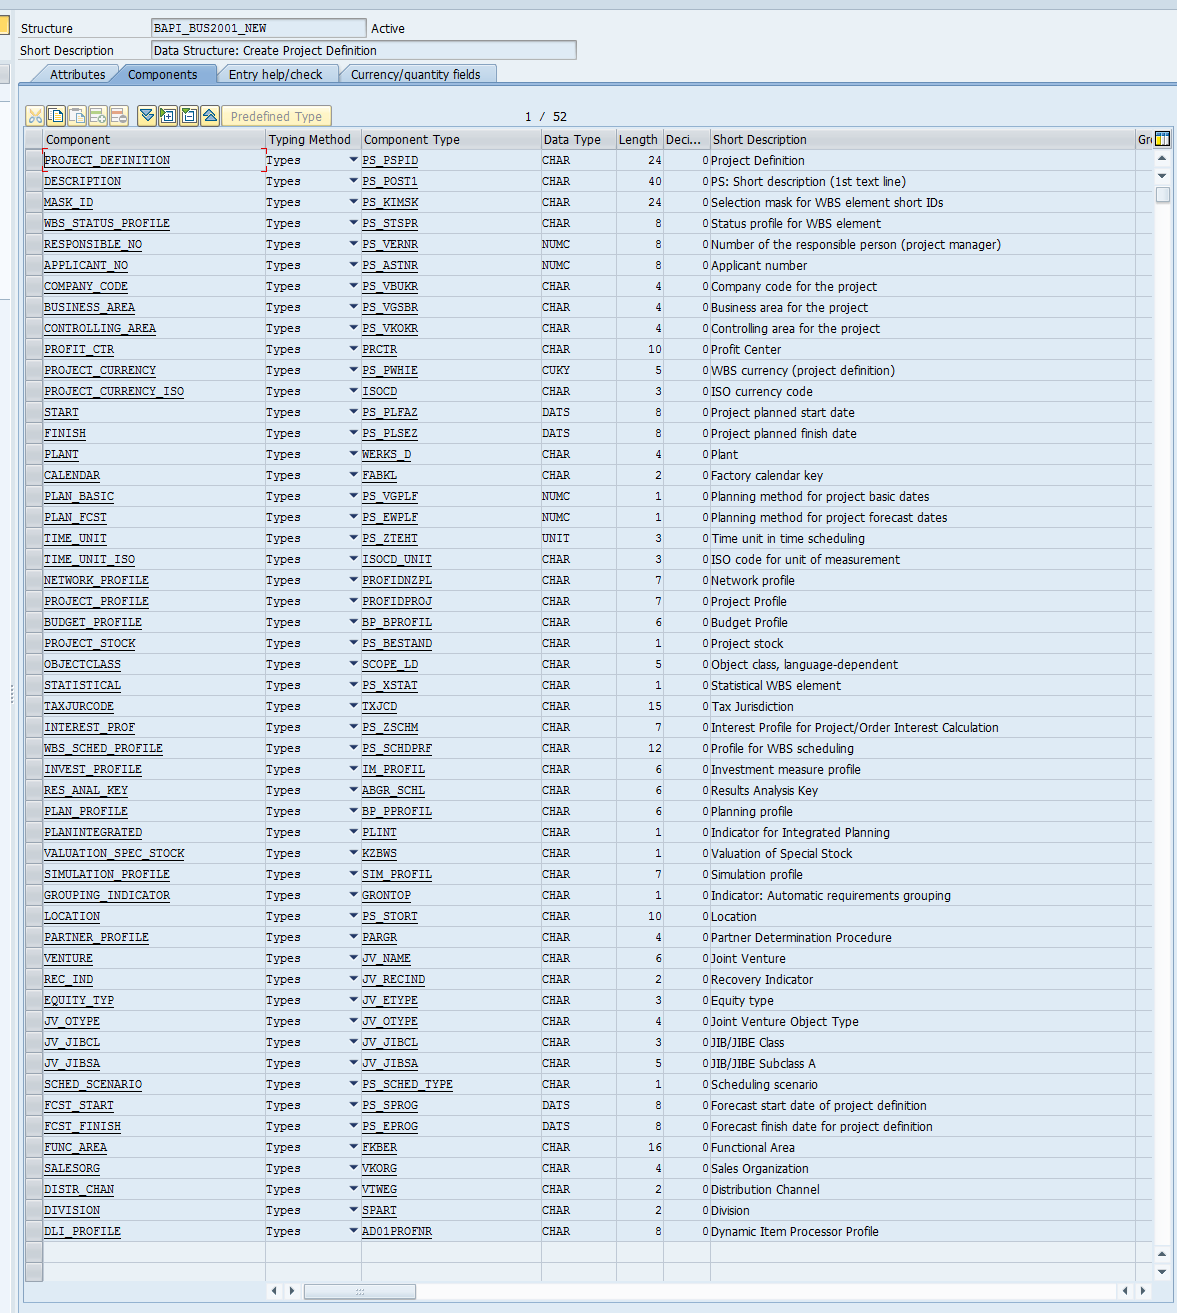 Structure BAPI_BUS2001_NEW Active
Short Description Data Structure: Create Project Definition
Attributes Components Entry help/check Currency/quantity fields
Predefined Type 1 / 52
Component Typing Method Component Type Data Type Length Deci... Short Description Gr
PROJECT_DEFINITION Types PS_PSPID CHAR 24 0 Project Definition
DESCRIPTION Types PS_POST1 CHAR 40 0 PS: Short description (1st text line)
MASK_ID Types PS_KIMSK CHAR 24 0 Selection mask for WBS element short IDs
WBS_STATUS_PROFILE Types PS_STSPR CHAR 8 0 Status profile for WBS element
RESPONSIBLE_NO Types PS_VERNR NUMC 8 0 Number of the responsible person (project manager)
APPLICANT_NO Types PS_ASTNR NUMC 8 0 Applicant number
COMPANY_CODE Types PS_VBUKR CHAR 4 0 Company code for the project
BUSINESS_AREA Types PS_VGSBR CHAR 4 0 Business area for the project
CONTROLLING_AREA Types PS_VKOKR CHAR 4 0 Controlling area for the project
PROFIT_CTR Types PRCTR CHAR 10 0 Profit Center
PROJECT_CURRENCY Types PS_PWHIE CUKY 5 0 WBS currency (project definition)
PROJECT_CURRENCY_ISO Types ISOCD CHAR 3 0 ISO currency code
START Types PS_PLFAZ DATS 8 0 Project planned start date
FINISH Types PS_PLSEZ DATS 8 0 Project planned finish date
PLANT Types WERKS_D CHAR 4 0 Plant
CALENDAR Types FABKL CHAR 2 0 Factory calendar key
PLAN_BASIC Types PS_VGPLF NUMC 1 0 Planning method for project basic dates
PLAN_FCST Types PS_EWPLF NUMC 1 0 Planning method for project forecast dates
TIME_UNIT Types PS_ZTEHT UNIT 3 0 Time unit in time scheduling
TIME_UNIT_ISO Types ISOCD_UNIT CHAR 3 0 ISO code for unit of measurement
NETWORK_PROFILE Types PROFIDNZPL CHAR 7 0 Network profile
PROJECT_PROFILE Types PROFIDPROJ CHAR 7 0 Project Profile
BUDGET_PROFILE Types BP_BPROFIL CHAR 6 0 Budget Profile
PROJECT_STOCK Types PS_BESTAND CHAR 1 0 Project stock
OBJECTCLASS Types SCOPE_LD CHAR 5 0 Object class, language-dependent
STATISTICAL Types PS_XSTAT CHAR 1 0 Statistical WBS element
TAXJURCODE Types TXJCD CHAR 15 0 Tax Jurisdiction
INTEREST_PROF Types PS_ZSCHM CHAR 7 0 Interest Profile for Project/Order Interest Calculation
WBS_SCHED_PROFILE Types PS_SCHDPRF CHAR 12 0 Profile for WBS scheduling
INVEST_PROFILE Types IM_PROFIL CHAR 6 0 Investment measure profile
RES_ANAL_KEY Types ABGR_SCHL CHAR 6 0 Results Analysis Key
PLAN_PROFILE Types BP_PPROFIL CHAR 6 0 Planning profile
PLANINTEGRATED Types PLINT CHAR 1 0 Indicator for Integrated Planning
VALUATION_SPEC_STOCK Types KZBWS CHAR 1 0 Valuation of Special Stock
SIMULATION_PROFILE Types SIM_PROFIL CHAR 7 0 Simulation profile
GROUPING_INDICATOR Types GRONTOP CHAR 1 0 Indicator: Automatic requirements grouping
LOCATION Types PS_STORT CHAR 10 0 Location
PARTNER_PROFILE Types PARGR CHAR 4 0 Partner Determination Procedure
VENTURE Types JV_NAME CHAR 6 0 Joint Venture
REC_IND Types JV_RECIND CHAR 2 0 Recovery Indicator
EQUITY_TYP Types JV_ETYPE CHAR 3 0 Equity type
JV_OTYPE Types JV_OTYPE CHAR 4 0 Joint Venture Object Type
JV_JIBCL Types JV_JIBCL CHAR 3 0 JIB/JIBE Class
JV_JIBSA Types JV_JIBSA CHAR 5 0 JIB/JIBE Subclass A
SCHED_SCENARIO Types PS_SCHED_TYPE CHAR 1 0 Scheduling scenario
FCST_START Types PS_SPROG DATS 8 0 Forecast start date of project definition
FCST_FINISH Types PS_EPROG DATS 8 0 Forecast finish date for project definition
FUNC_AREA Types FKBER CHAR 16 0 Functional Area
SALESORG Types VKORG CHAR 4 0 Sales Organization
DISTR_CHAN Types VTWEG CHAR 2 0 Distribution Channel
DIVISION Types SPART CHAR 2 0 Division
DLI_PROFILE Types AD01PROFNR CHAR 8 0 Dynamic Item Processor Profile